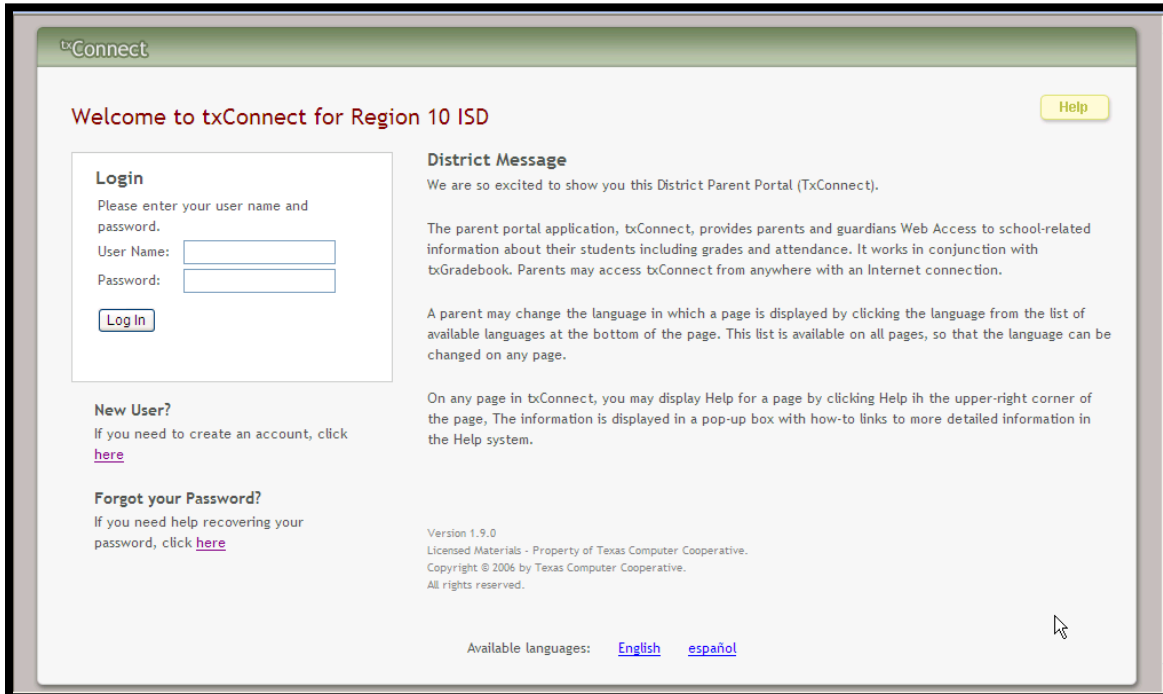 txConnect
Welcome to txConnect for Region 10 ISD
Help
Login
Please enter your user name and
password.
User Name:
Password:
Log In
New User?
If you need to create an account, click
here
Forgot your Password?
If you need help recovering your
password, click here
District Message
We are so excited to show you this District Parent Portal (TxConnect).
The parent portal application, txConnect, provides parents and guardians Web Access to school-related
information about their students including grades and attendance. It works in conjunction with
txGradebook. Parents may access txConnect from anywhere with an Internet connection.
A parent may change the language in which a page is displayed by clicking the language from the list of
available languages at the bottom of the page. This list is available on all pages, so that the language can be
changed on any page.
On any page in txConnect, you may display Help for a page by clicking Help ih the upper-right corner of
the page, The information is displayed in a pop-up box with how-to links to more detailed information in
the Help system.
Version 1.9.0
Licensed Materials - Property of Texas Computer Cooperative.
Copyright © 2006 by Texas Computer Cooperative.
All rights reserved.
Available languages: English español